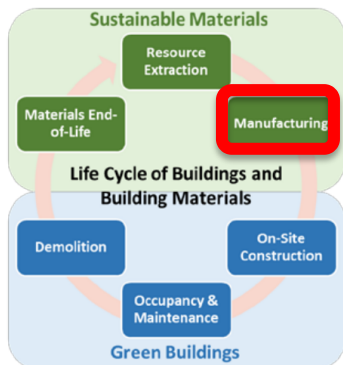 Sustainable Materials
Resource
Extraction
Materials End-
of-Life
Manufacturing
Life Cycle of Buildings and
Building Materials
Demolition
On-Site
Construction
Occupancy &
Maintenance
Green Buildings